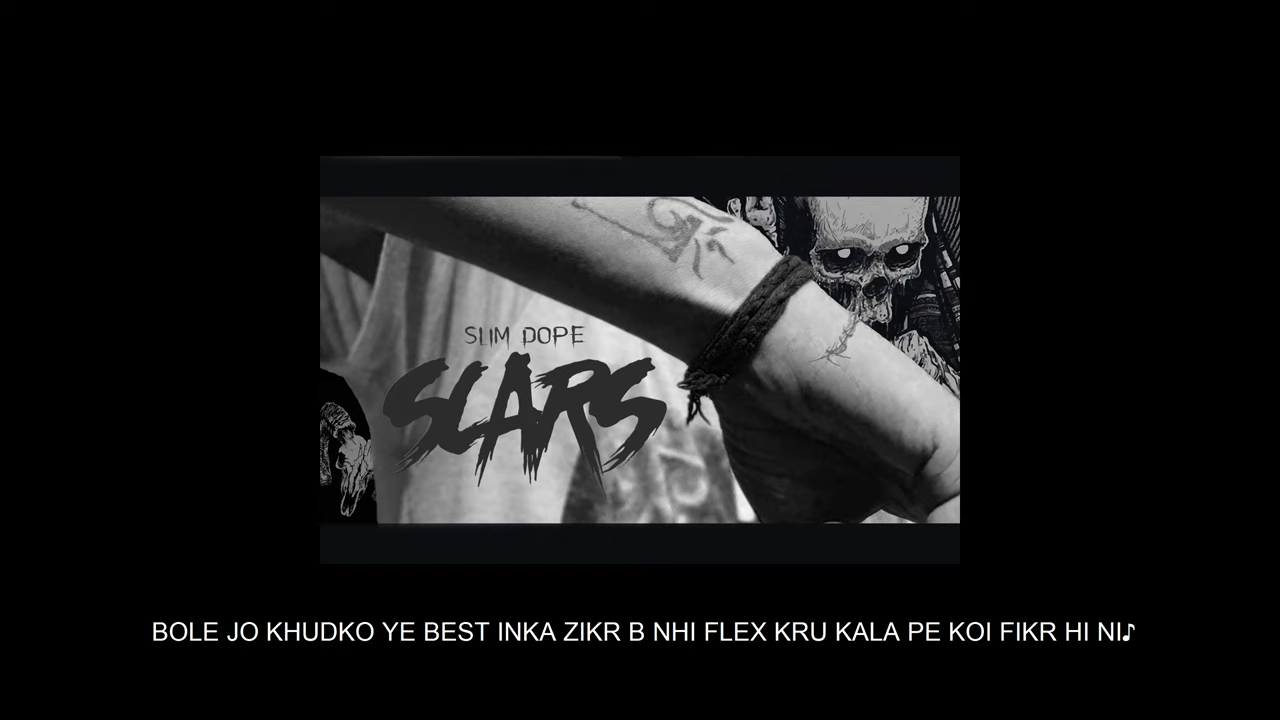 SLIM DOPE
SCARS
BOLE JO KHUDKO YE BEST INKA ZIKR B NHI FLEX KRU KALA PE KOI FIKR HI NI♪